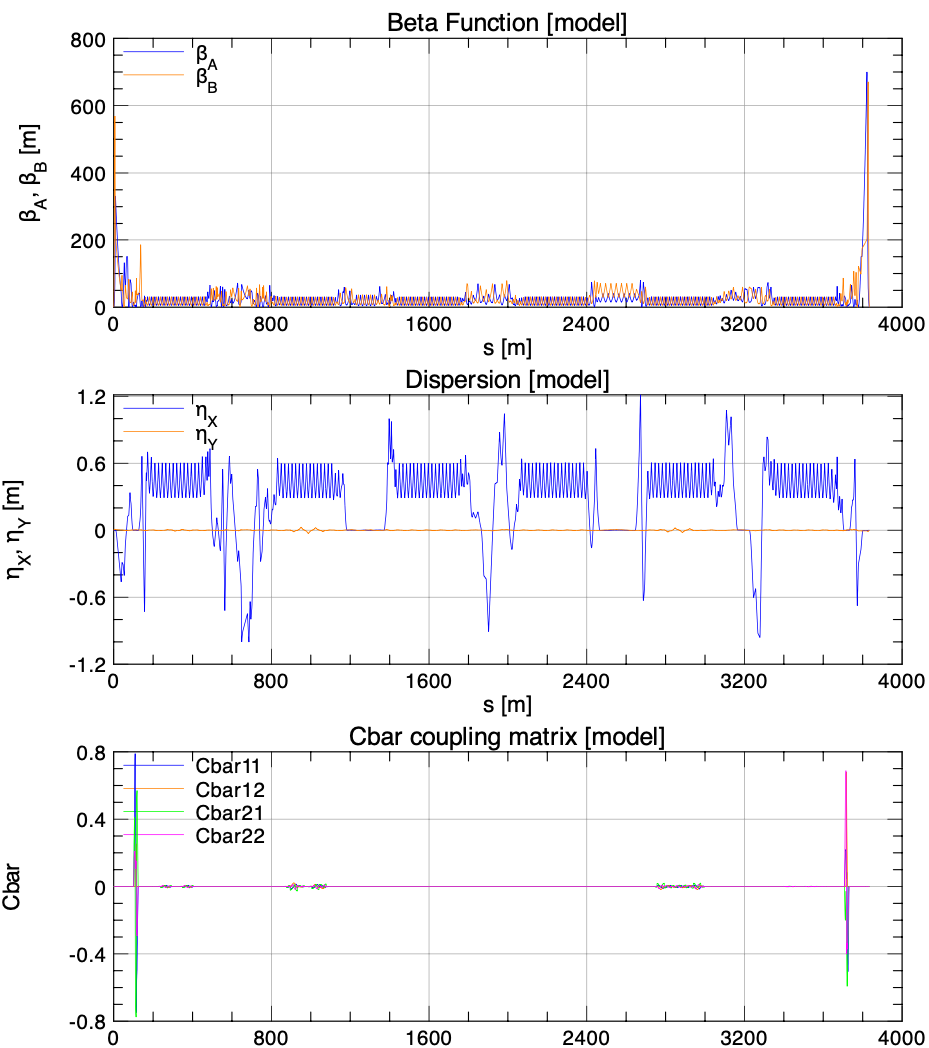 Beta Function [model]
800
600
400
200
0
β_A, β_B [m]
β_A
β_B
0 800 1600 2400 3200 4000
s [m]
Dispersion [model]
1.2
0.6
0
-0.6
-1.2
η_X, η_Y [m]
η_X
η_Y
0 800 1600 2400 3200 4000
s [m]
Cbar coupling matrix [model]
0.8
0.4
0
-0.4
-0.8
Cbar
Cbar11
Cbar12
Cbar21
Cbar22
0 800 1600 2400 3200 4000